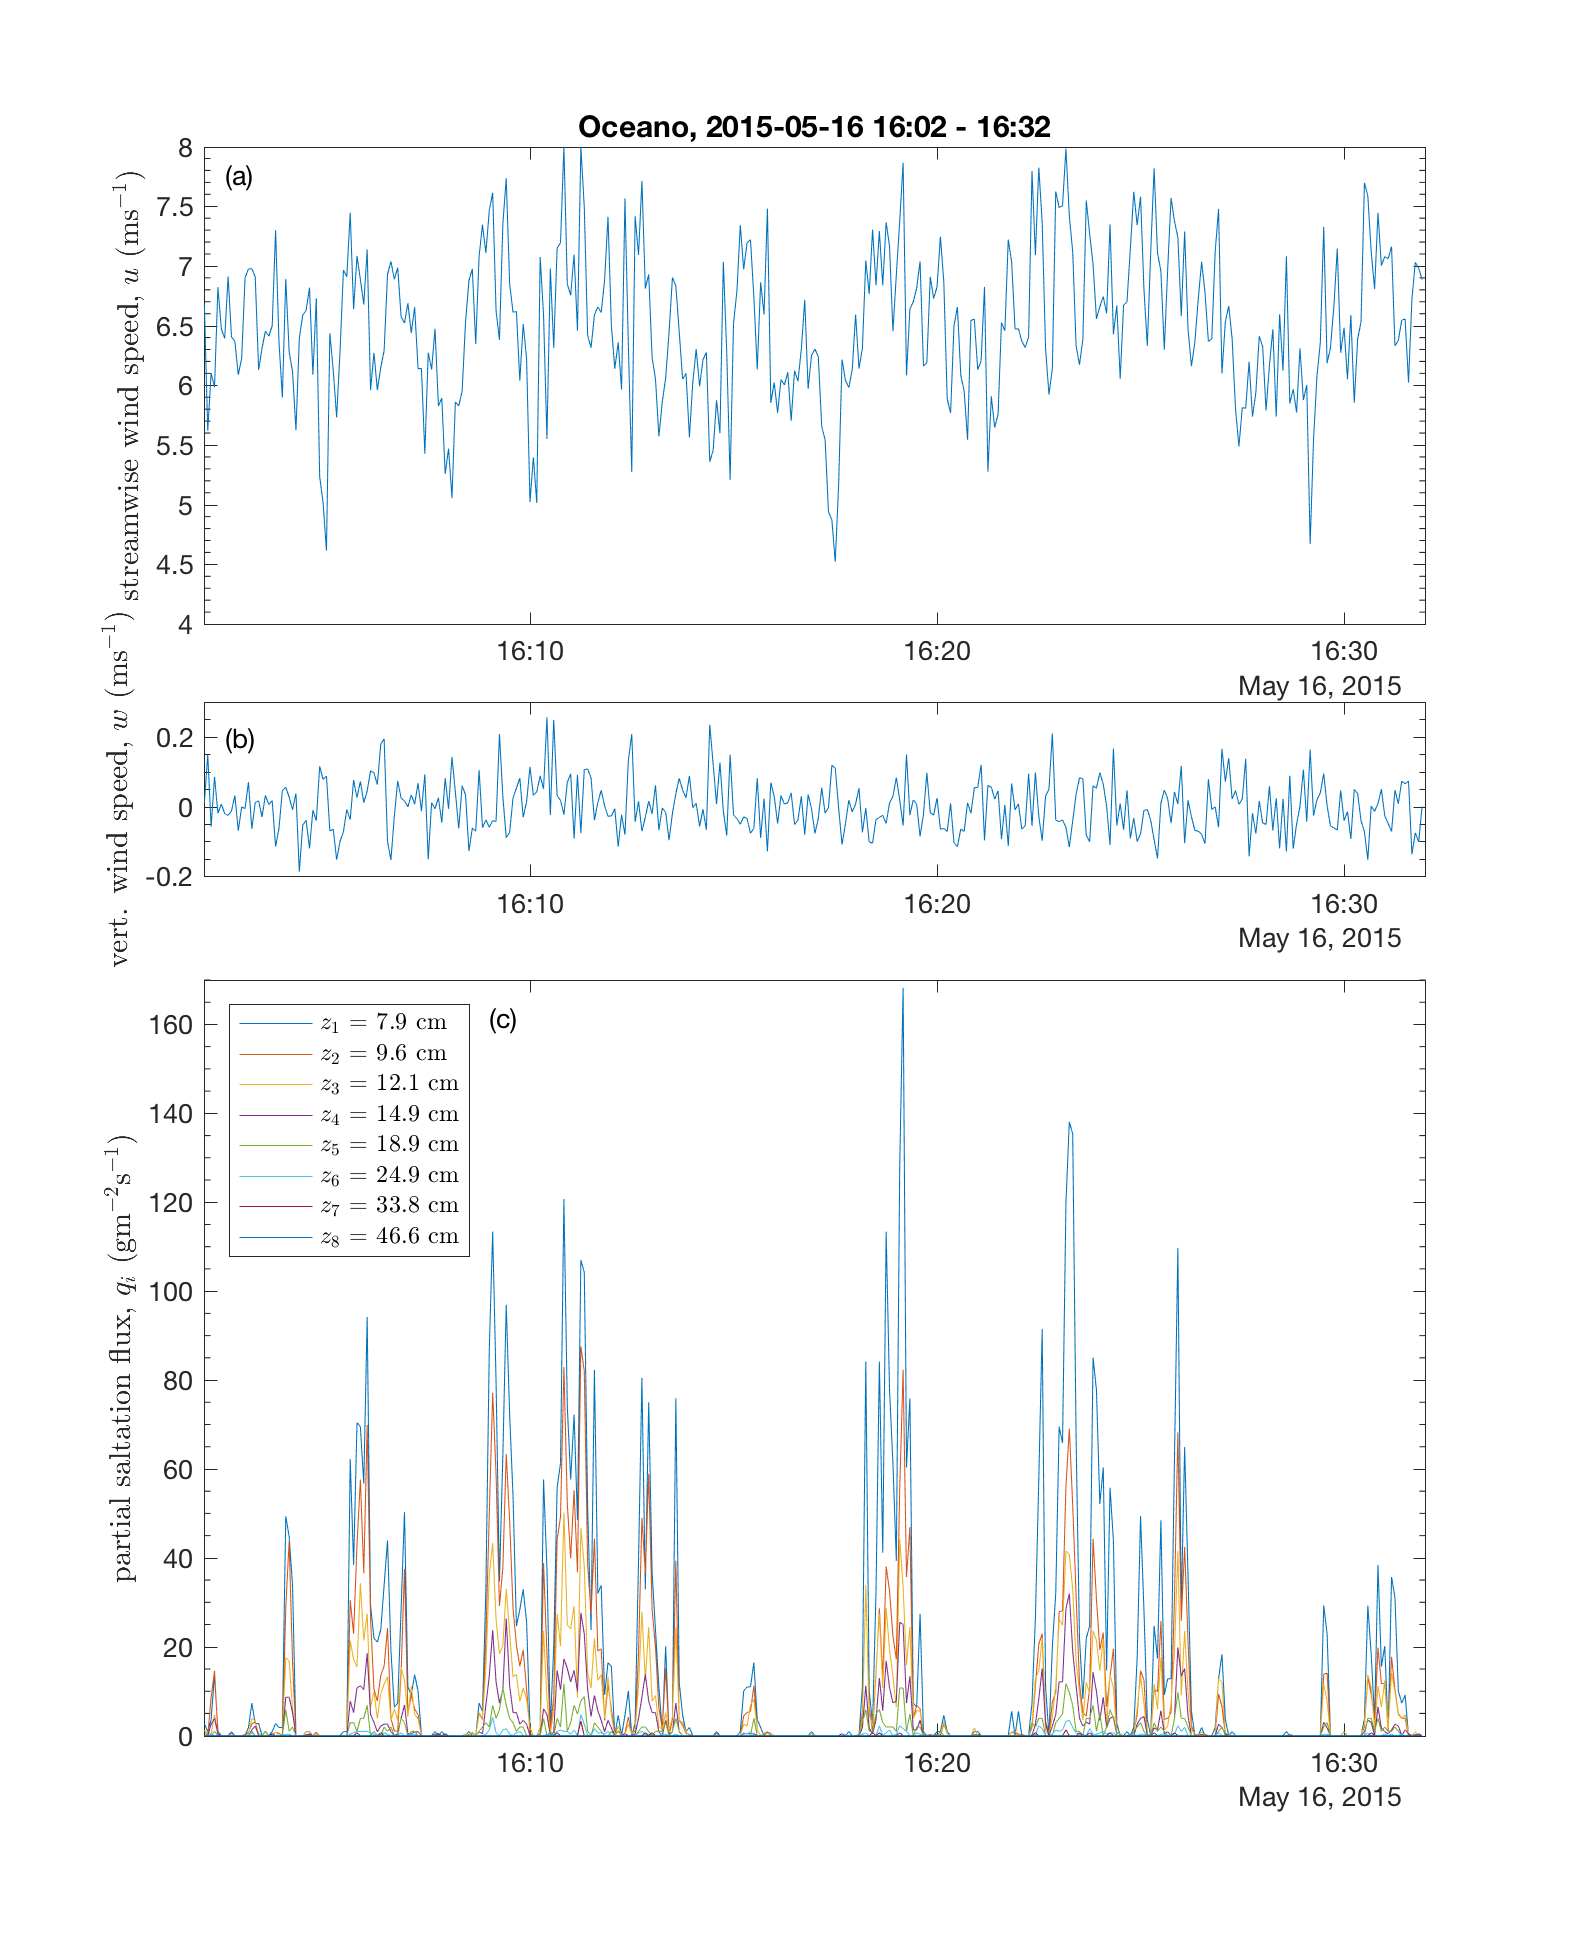 Oceano, 2015-05-16 16:02 - 16:32
streamwise wind speed, u (ms⁻¹)
(a)
8
7.5
7
6.5
6
5.5
5
4.5
4
16:10 16:20 16:30
May 16, 2015
vert. wind speed, w (ms⁻¹)
(b)
0.2
0
-0.2
16:10 16:20 16:30
May 16, 2015
partial saltation flux, qᵢ (gm⁻²s⁻¹)
(c)
z₁ = 7.9 cm
z₂ = 9.6 cm
z₃ = 12.1 cm
z₄ = 14.9 cm
z₅ = 18.9 cm
z₆ = 24.9 cm
z₇ = 33.8 cm
z₈ = 46.6 cm
160
140
120
100
80
60
40
20
0
16:10 16:20 16:30
May 16, 2015